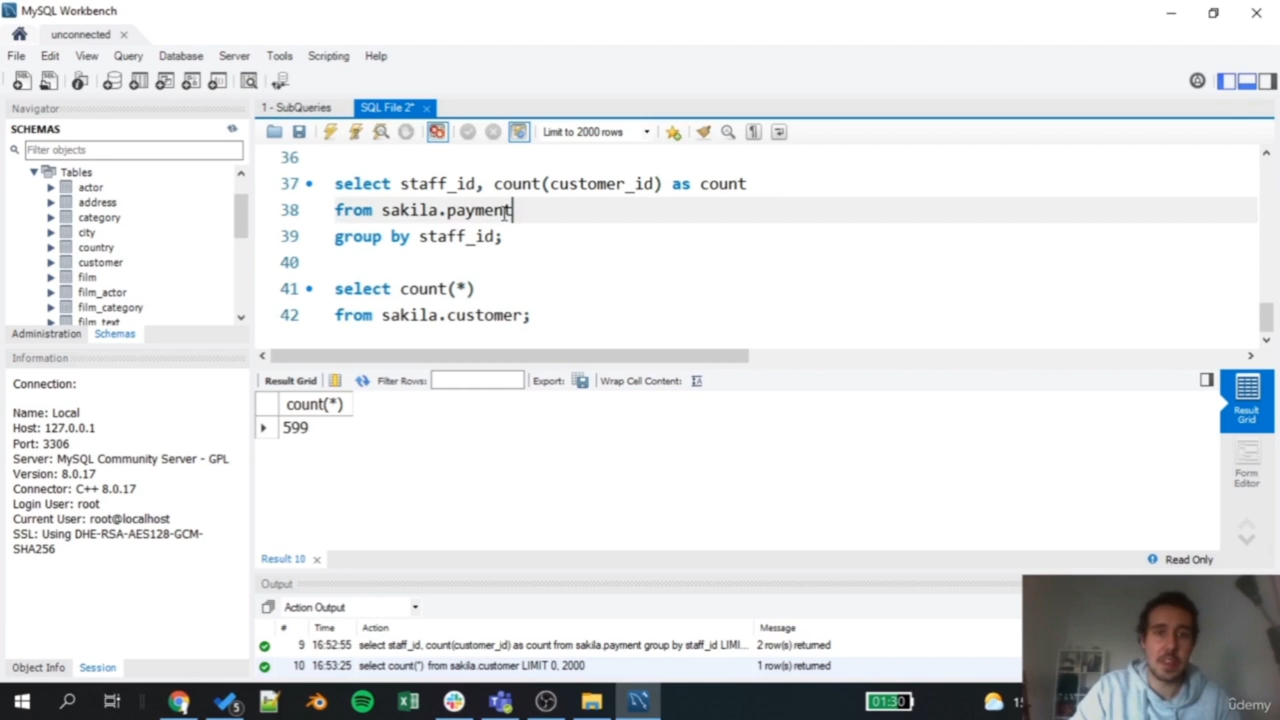 MySQL Workbench
unconnected
File Edit View Query Database Server Tools Scripting Help
Navigator
SCHEMAS
Filter objects
Tables
actor
address
category
city
country
customer
film
film_actor
film_category
film_text
Administration Schemas
Information
Connection:
Name: Local
Host: 127.0.0.1
Port: 3306
Server: MySQL Community Server - GPL
Version: 8.0.17
Connector: C++ 8.0.17
Login User: root
Current User: root@localhost
SSL: Using DHE-RSA-AES128-GCM-
SHA256
Object Info Session
1 - SubQueries SQL File 2*
Limit to 2000 rows
36
37 select staff_id, count(customer_id) as count
38 from sakila.payment
39 group by staff_id;
40
41 select count(*)
42 from sakila.customer;
Result Grid Filter Rows: Export: Wrap Cell Content:
count(*)
599
Result Grid
Form Editor
Result 10 Read Only
Output
Action Output
# Time Action Message
9 16:52:55 select staff_id, count(customer_id) as count from sakila.payment group by staff_id LIMI... 2 row(s) returned
10 16:53:25 select count(*) from sakila.customer LIMIT 0, 2000 1 row(s) returned
5
01:30
ûdemy